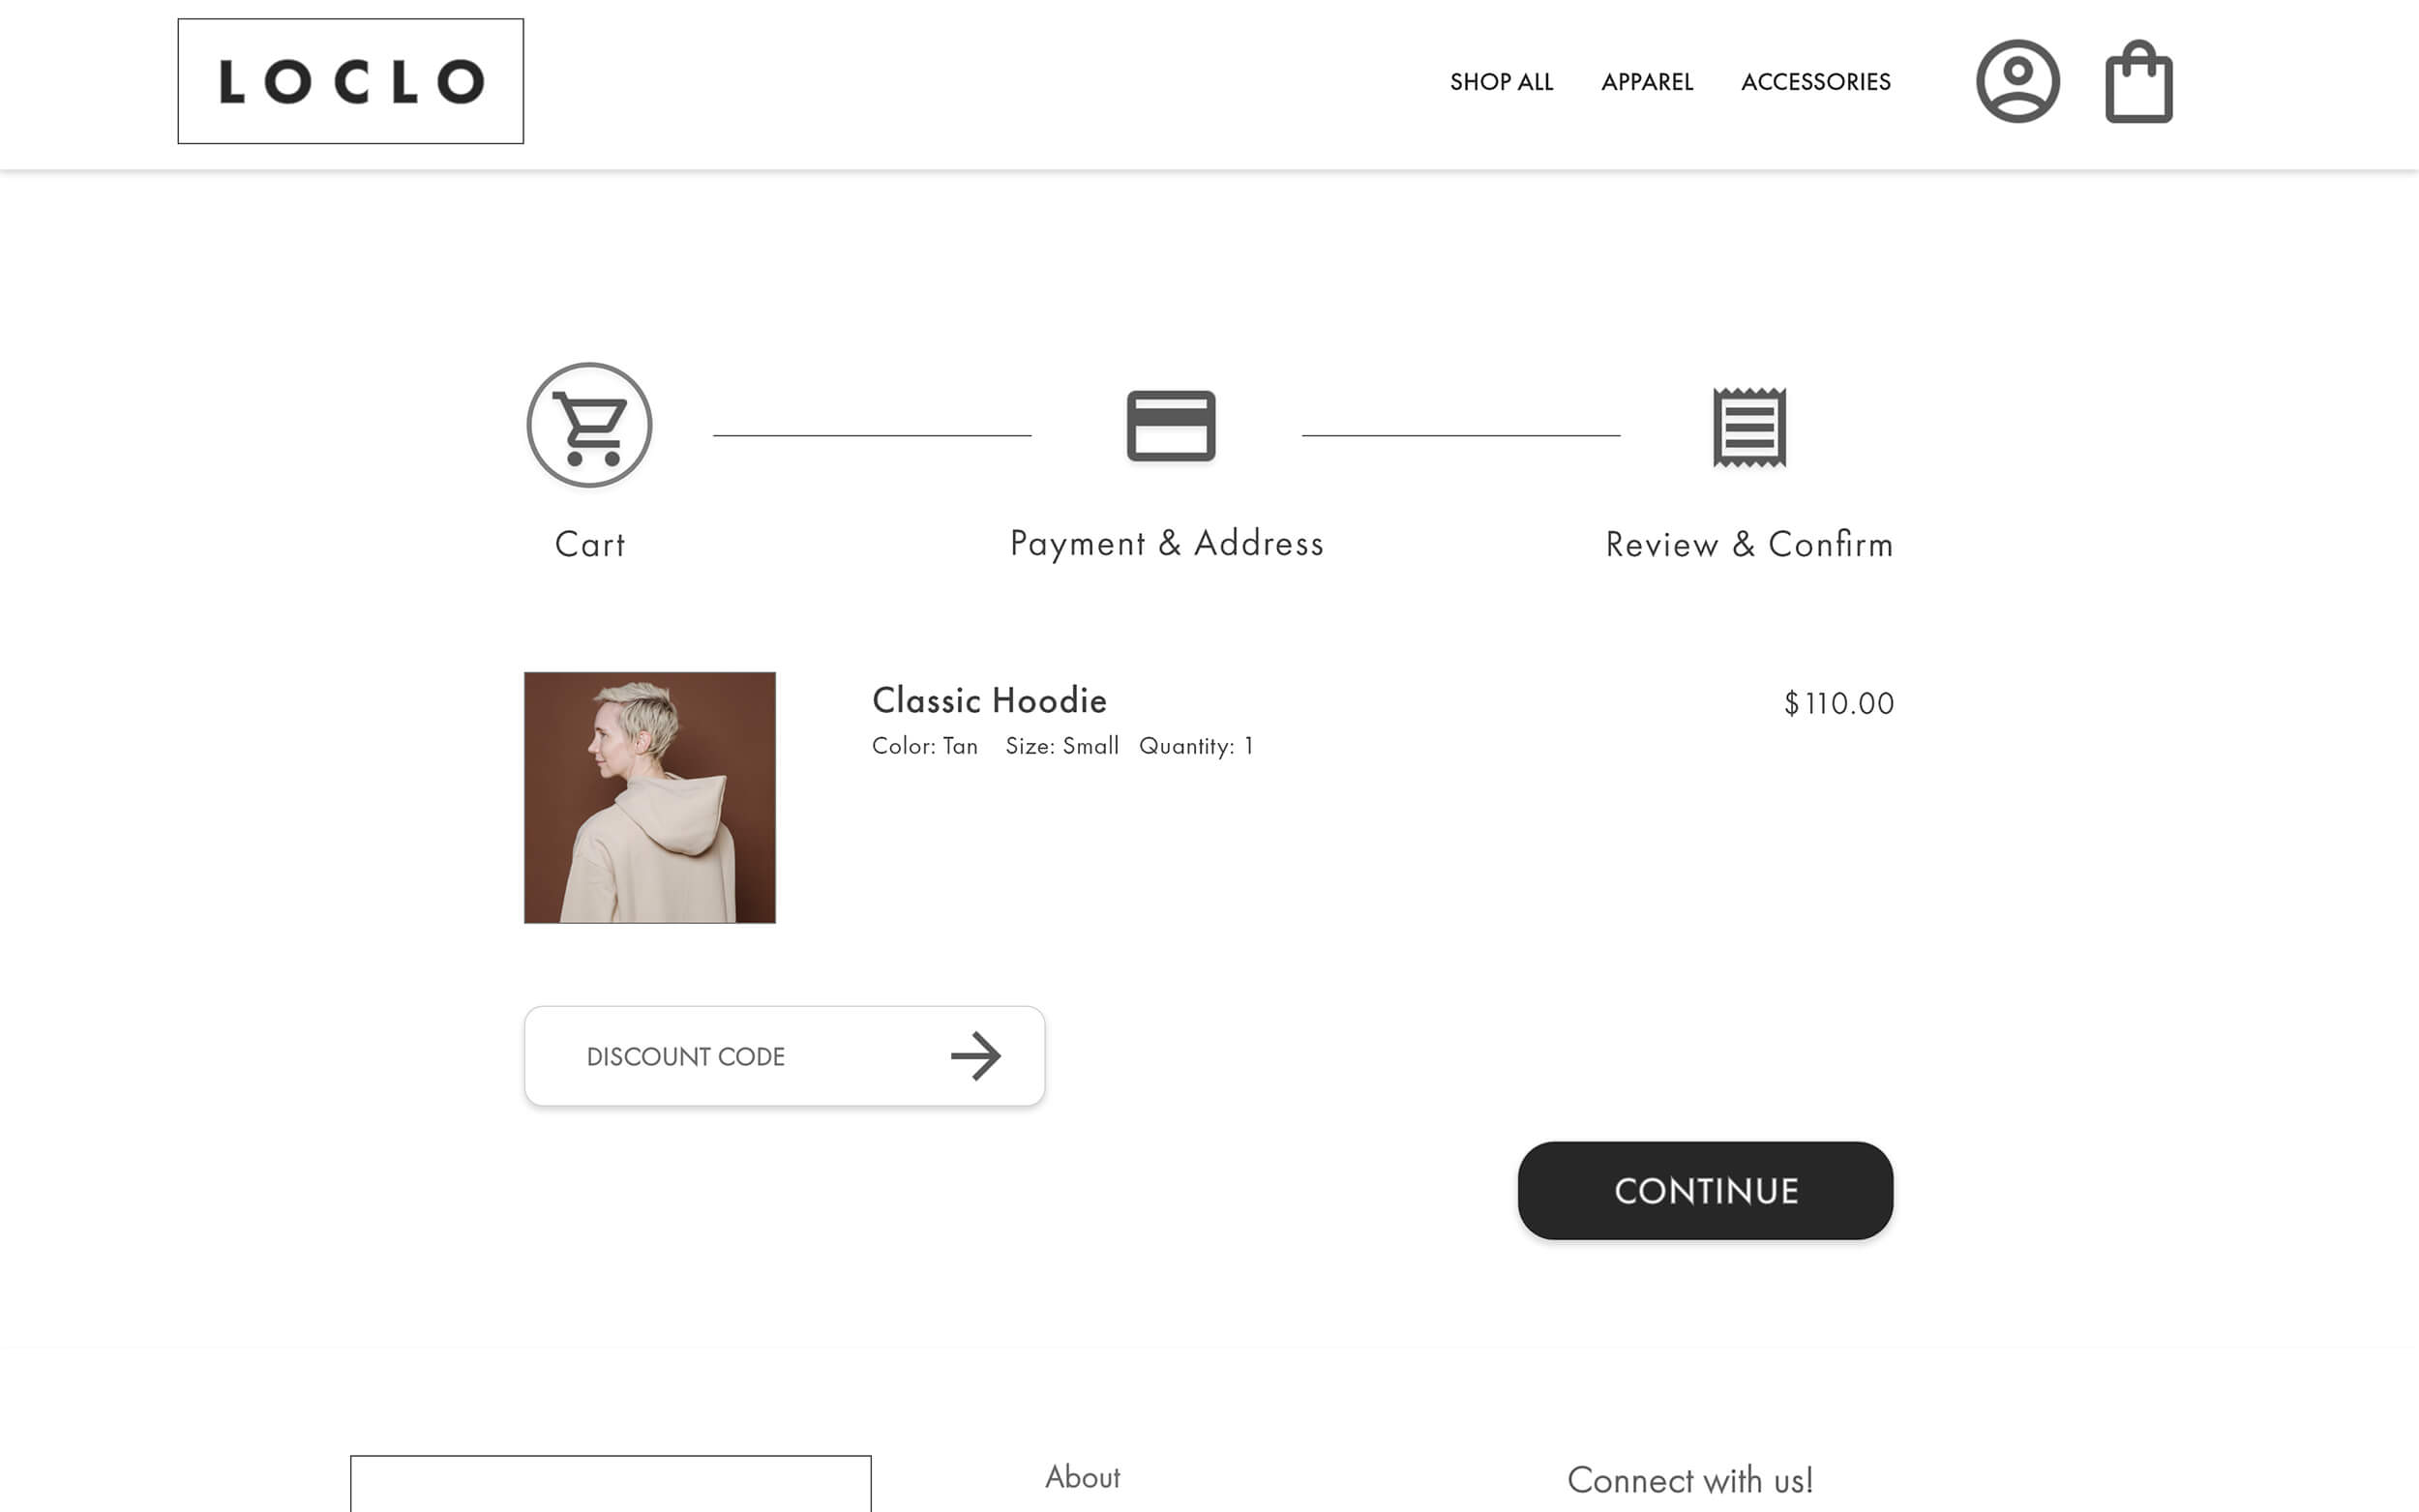 LOCLO
SHOP ALL
APPAREL
ACCESSORIES
Cart
Payment & Address
Review & Confirm
Classic Hoodie
$110.00
Color: Tan Size: Small Quantity: 1
DISCOUNT CODE
CONTINUE
About
Connect with us!